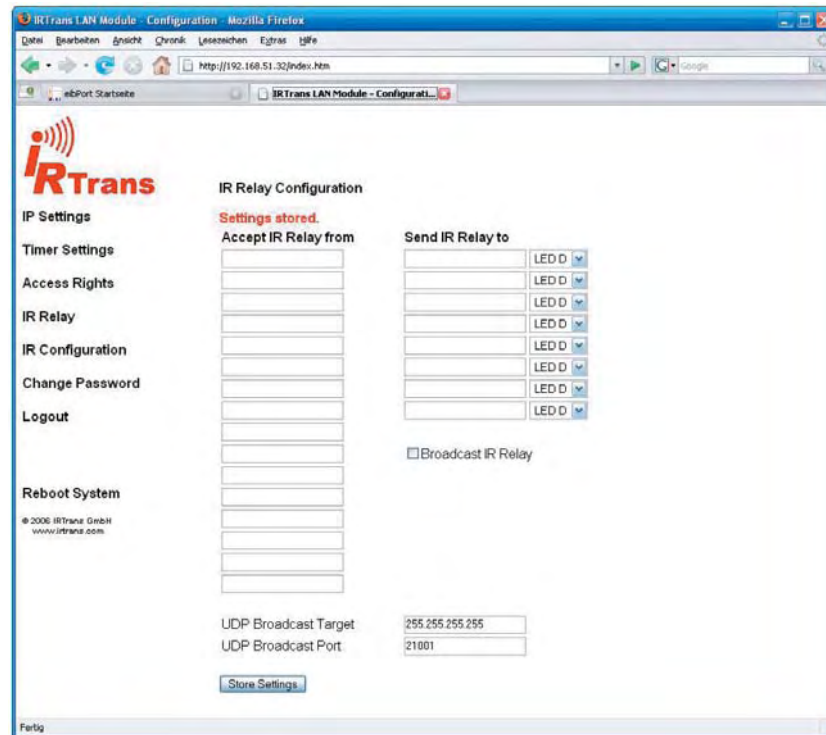 IRTrans LAN Module - Configuration - Mozilla Firefox
Datei Bearbeiten Ansicht Chronik Lesezeichen Extras Hilfe
http://192.168.51.32/index.htm
Google
eibPort Startseite
IRTrans LAN Module - Configurati...
iRTrans
IR Relay Configuration
IP Settings
Settings stored.
Accept IR Relay from Send IR Relay to
Timer Settings
LED D
Access Rights
LED D
LED D
IR Relay
LED D
IR Configuration
LED D
LED D
Change Password
LED D
Logout
LED D
Broadcast IR Relay
Reboot System
© 2006 IRTrans GmbH
www.irtrans.com
UDP Broadcast Target 255.255.255.255
UDP Broadcast Port 21001
Store Settings
Fertig